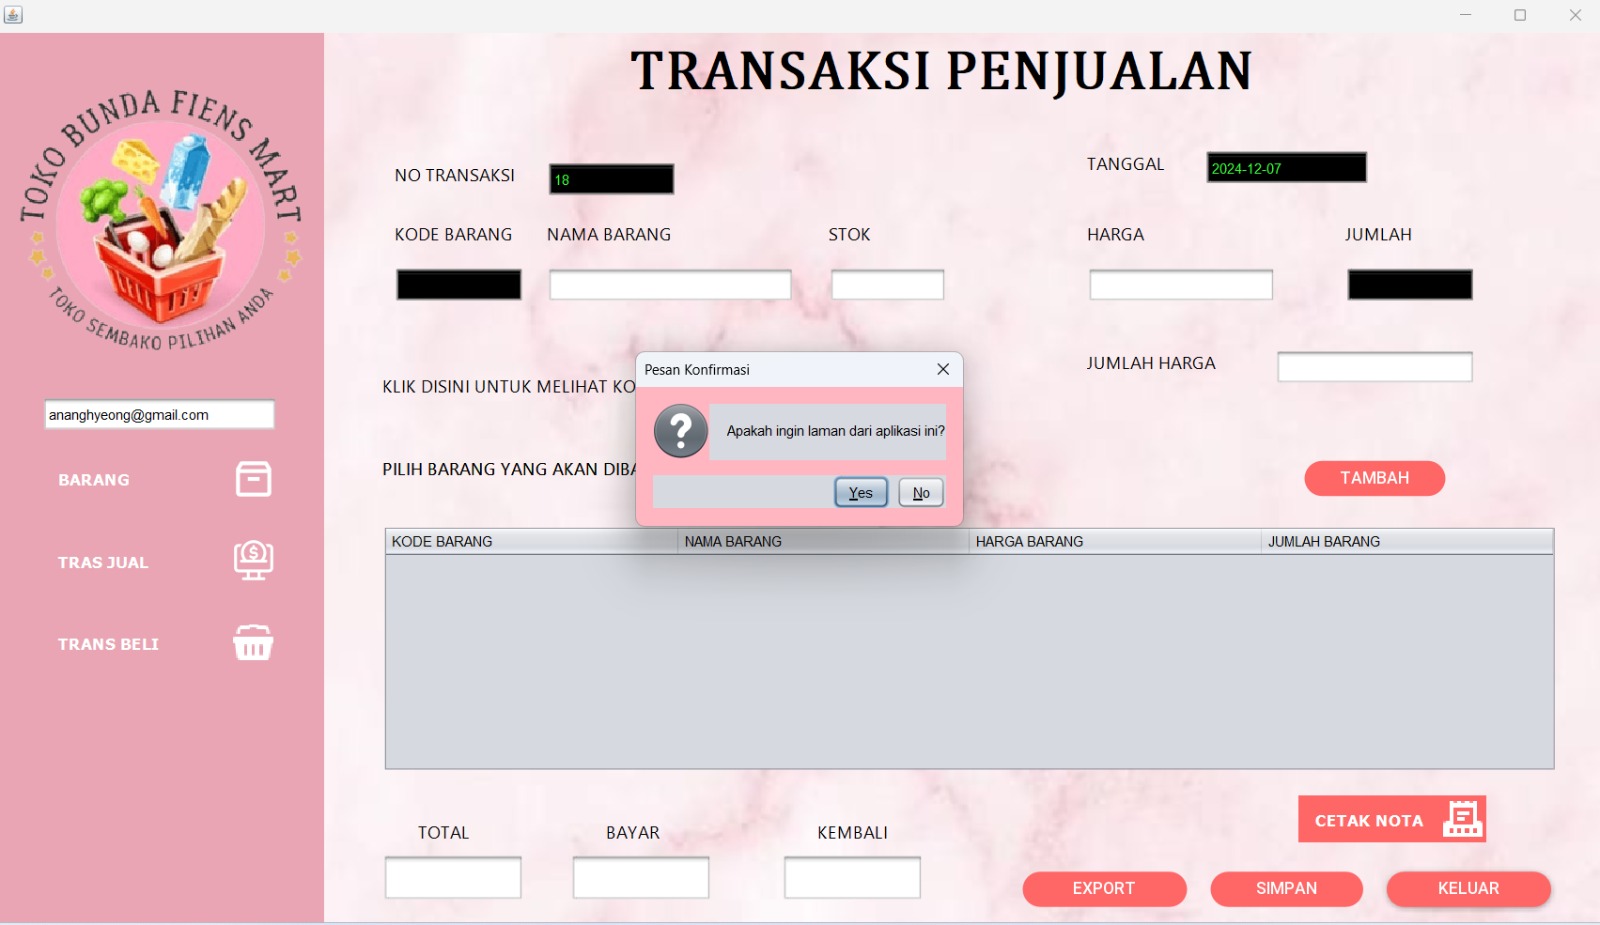 TOKO BUNDA FIENS MART
TOKO SEMBAKO PILIHAN ANDA
ananghyeong@gmail.com
BARANG
TRAS JUAL
TRANS BELI
TRANSAKSI PENJUALAN
NO TRANSAKSI 18
TANGGAL 2024-12-07
KODE BARANG NAMA BARANG STOK HARGA JUMLAH
JUMLAH HARGA
KLIK DISINI UNTUK MELIHAT KO
PILIH BARANG YANG AKAN DIBA
TAMBAH
Pesan Konfirmasi
Apakah ingin laman dari aplikasi ini?
Yes No
KODE BARANG NAMA BARANG HARGA BARANG JUMLAH BARANG
CETAK NOTA
TOTAL BAYAR KEMBALI
EXPORT SIMPAN KELUAR